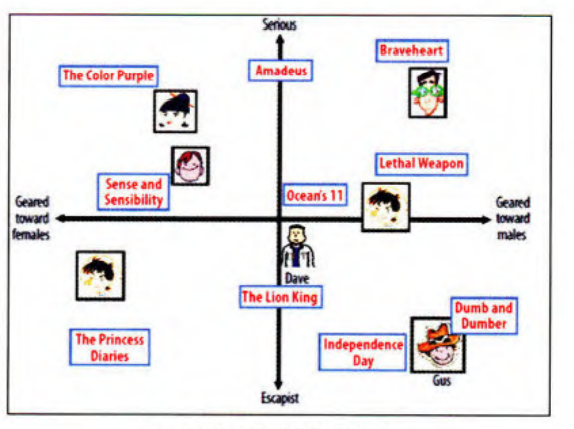 Serious
Braveheart
The Color Purple
Amadeus
Lethal Weapon
Sense and
Sensibility
Ocean's 11
Geared
toward
females
Geared
toward
males
Dave
The Lion King
Dumb and
Dumber
The Princess
Diaries
Independence
Day
Gus
Escapist